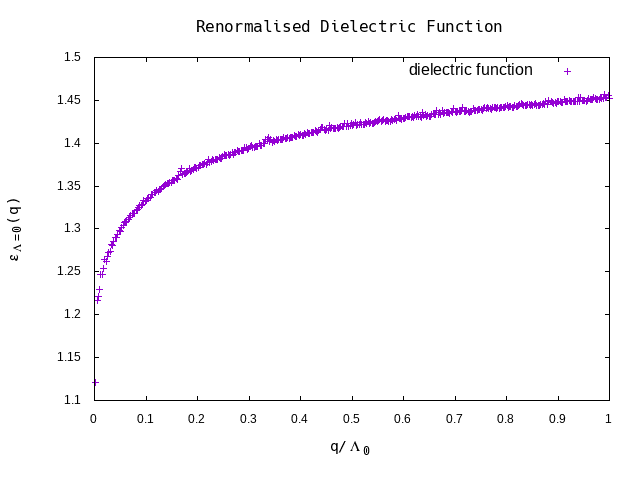 Renormalised Dielectric Function
dielectric function
1.5
1.45
1.4
1.35
1.3
1.25
1.2
1.15
1.1
ε_Λ=0(q)
0 0.1 0.2 0.3 0.4 0.5 0.6 0.7 0.8 0.9 1
q/Λ_0